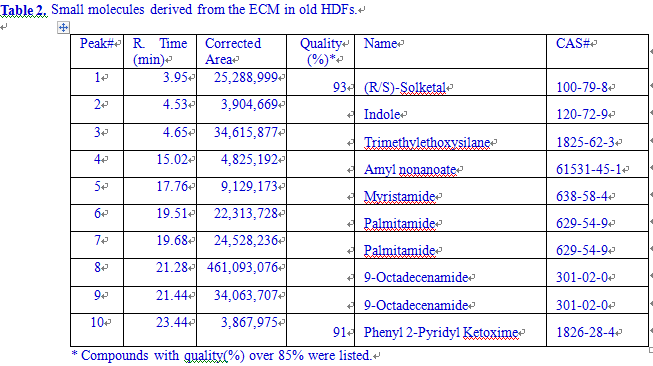 Table 2. Small molecules derived from the ECM in old HDFs.
Peak# R. Time (min) Corrected Area Quality (%)* Name CAS#
1 3.95 25,288,999 93 (R/S)-Solketal 100-79-8
2 4.53 3,904,669 Indole 120-72-9
3 4.65 34,615,877 Trimethylethoxysilane 1825-62-3
4 15.02 4,825,192 Amyl nonanoate 61531-45-1
5 17.76 9,129,173 Myristamide 638-58-4
6 19.51 22,313,728 Palmitamide 629-54-9
7 19.68 24,528,236 Palmitamide 629-54-9
8 21.28 461,093,076 9-Octadecenamide 301-02-0
9 21.44 34,063,707 9-Octadecenamide 301-02-0
10 23.44 3,867,975 91 Phenyl 2-Pyridyl Ketoxime 1826-28-4
* Compounds with quality(%) over 85% were listed.